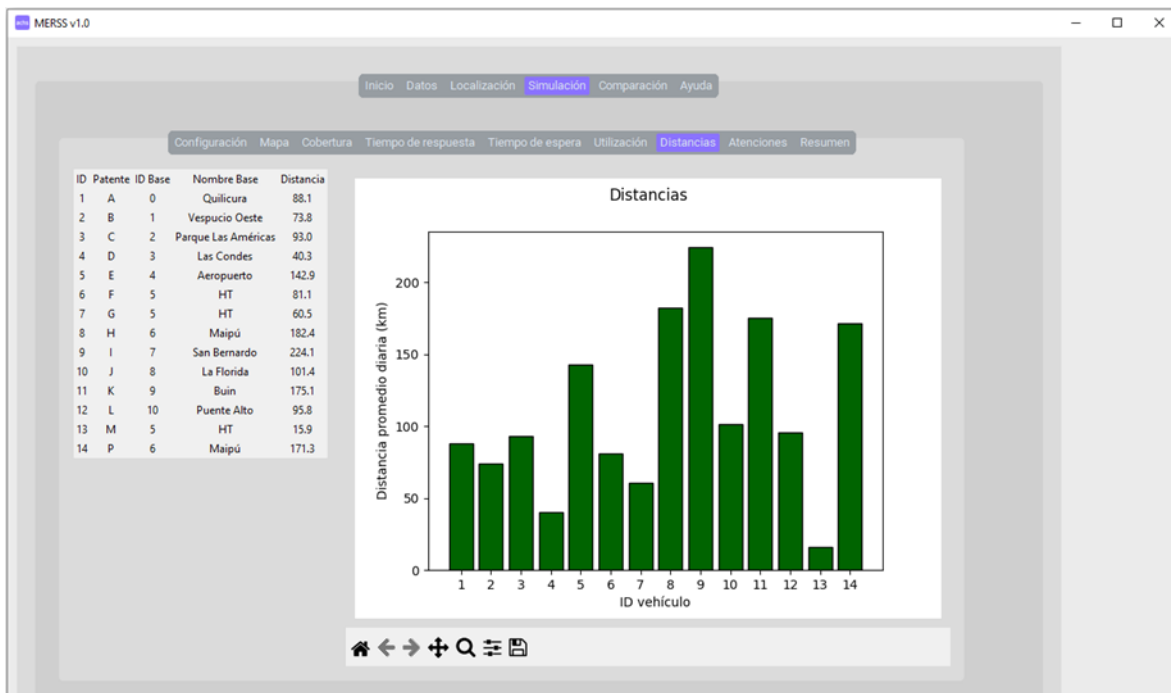 MERSS v1.0
Inicio Datos Localización Simulación Comparación Ayuda
Configuración Mapa Cobertura Tiempo de respuesta Tiempo de espera Utilización Distancias Atenciones Resumen
ID Patente ID Base Nombre Base Distancia
1 A 0 Quilicura 88.1
2 B 1 Vespucio Oeste 73.8
3 C 2 Parque Las Américas 93.0
4 D 3 Las Condes 40.3
5 E 4 Aeropuerto 142.9
6 F 5 HT 81.1
7 G 5 HT 60.5
8 H 6 Maipú 182.4
9 I 7 San Bernardo 224.1
10 J 8 La Florida 101.4
11 K 9 Buin 175.1
12 L 10 Puente Alto 95.8
13 M 5 HT 15.9
14 P 6 Maipú 171.3
Distancias
Distancia promedio diaria (km)
200
150
100
50
0
1 2 3 4 5 6 7 8 9 10 11 12 13 14
ID vehículo